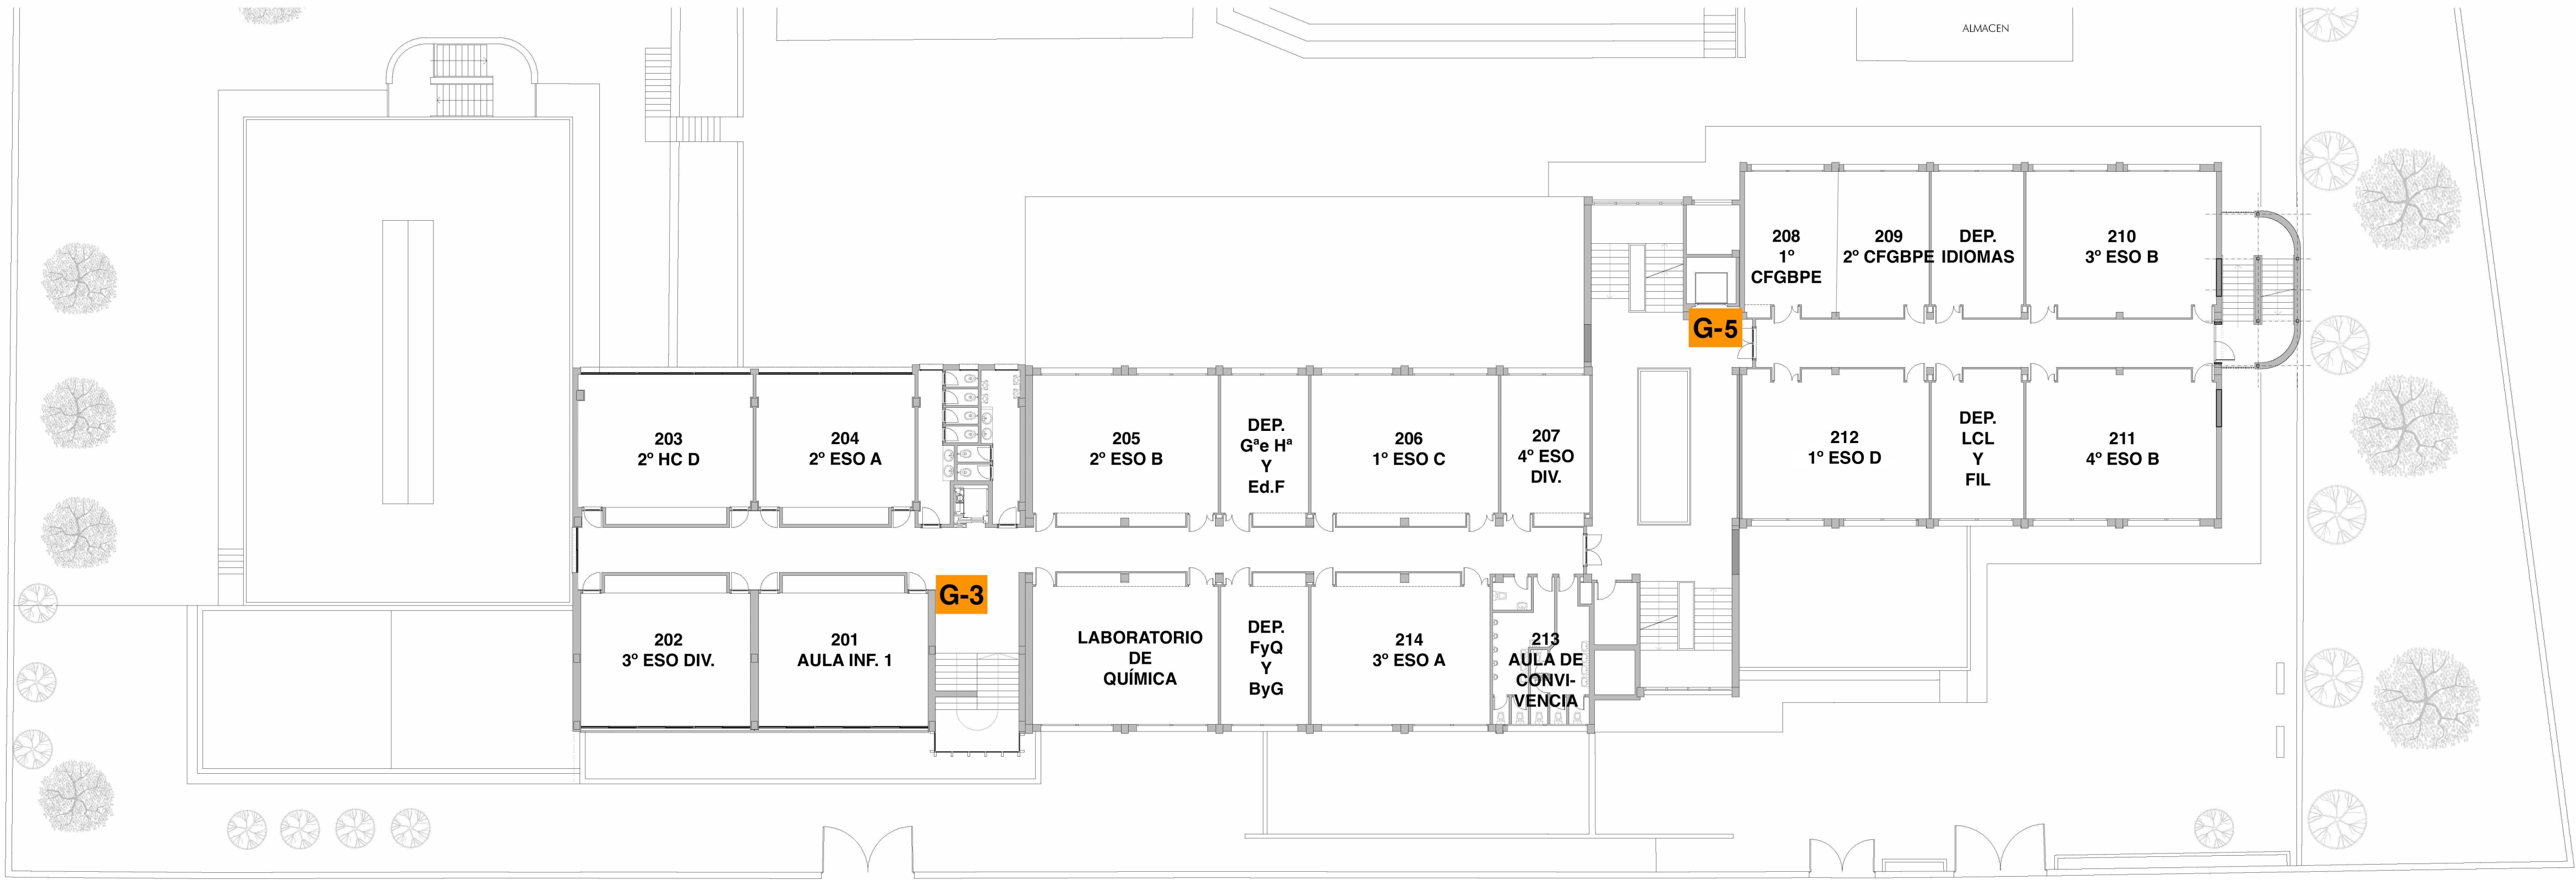 ALMACEN
208
1º
CFGBPE
209
2º CFGBPE
DEP.
IDIOMAS
210
3º ESO B
G-5
203
2º HC D
204
2º ESO A
205
2º ESO B
DEP.
Gªe Hª
Y
Ed.F
206
1º ESO C
207
4º ESO
DIV.
212
1º ESO D
DEP.
LCL
Y
FIL
211
4º ESO B
G-3
202
3º ESO DIV.
201
AULA INF. 1
LABORATORIO
DE
QUÍMICA
DEP.
FyQ
Y
ByG
214
3º ESO A
213
AULA DE
CONVI-
VENCIA